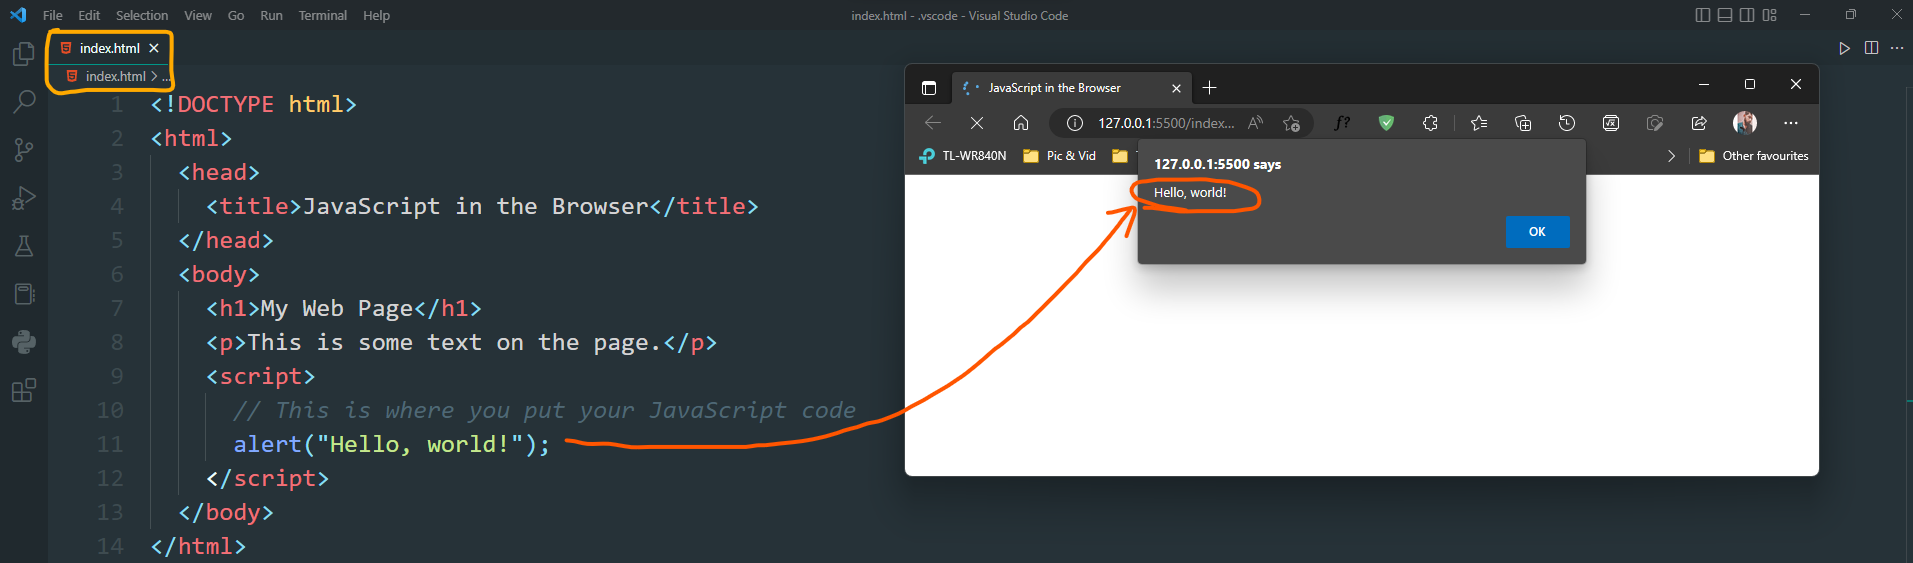 File Edit Selection View Go Run Terminal Help
index.html - .vscode - Visual Studio Code
index.html
index.html > ...
1 <!DOCTYPE html>
2 <html>
3 <head>
4 <title>JavaScript in the Browser</title>
5 </head>
6 <body>
7 <h1>My Web Page</h1>
8 <p>This is some text on the page.</p>
9 <script>
10 // This is where you put your JavaScript code
11 alert("Hello, world!");
12 </script>
13 </body>
14 </html>
JavaScript in the Browser
127.0.0.1:5500/index... A f?
TL-WR840N Pic & Vid Other favourites
127.0.0.1:5500 says
Hello, world!
OK